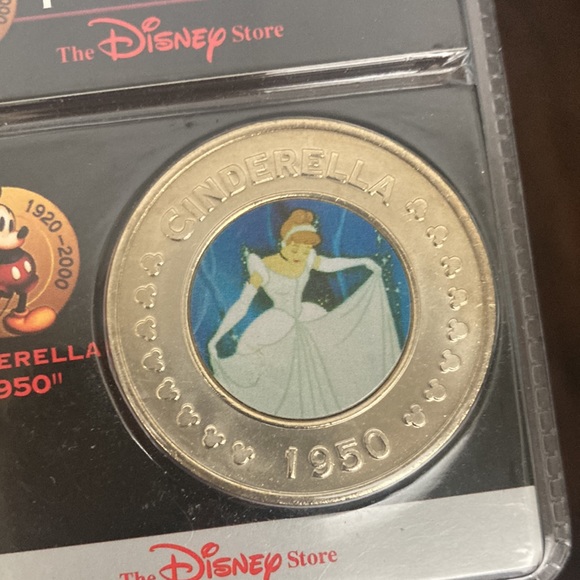 The Disney Store
1920-2000
ERELLA
950"
CINDERELLA
1950
The Disney Store